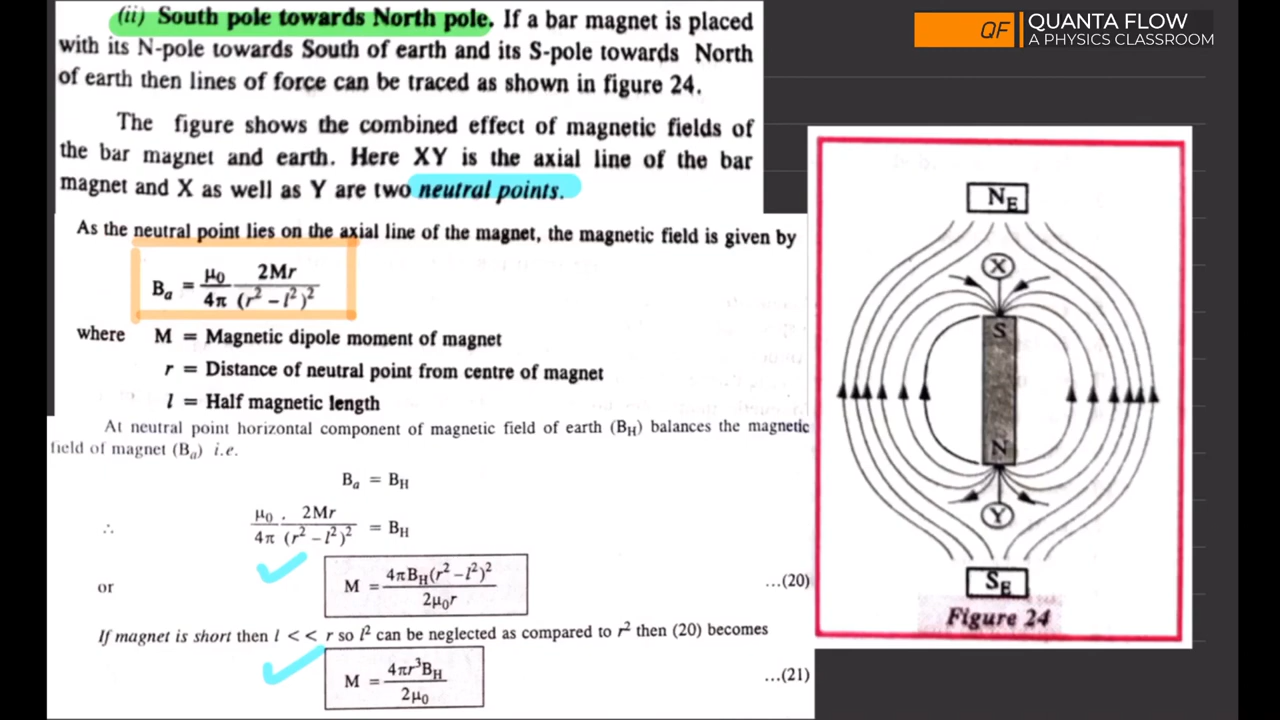 (ii) South pole towards North pole. If a bar magnet is placed
with its N-pole towards South of earth and its S-pole towards North
of earth then lines of force can be traced as shown in figure 24.
The figure shows the combined effect of magnetic fields of
the bar magnet and earth. Here XY is the axial line of the bar
magnet and X as well as Y are two neutral points.
As the neutral point lies on the axial line of the magnet, the magnetic field is given by
Bₐ = μ₀/4π 2Mr/(r² – l²)²
where M = Magnetic dipole moment of magnet
r = Distance of neutral point from centre of magnet
l = Half magnetic length
At neutral point horizontal component of magnetic field of earth (B_H) balances the magnetic
field of magnet (Bₐ) i.e.
Bₐ = B_H
∴ μ₀/4π . 2Mr/(r² – l²)² = B_H
or M = 4πB_H(r² – l²)²/2μ₀r ...(20)
If magnet is short then l << r so l² can be neglected as compared to r² then (20) becomes
M = 4πr³B_H/2μ₀ ...(21)
QF QUANTA FLOW
A PHYSICS CLASSROOM
N_E
X
S
N
Y
S_E
Figure 24